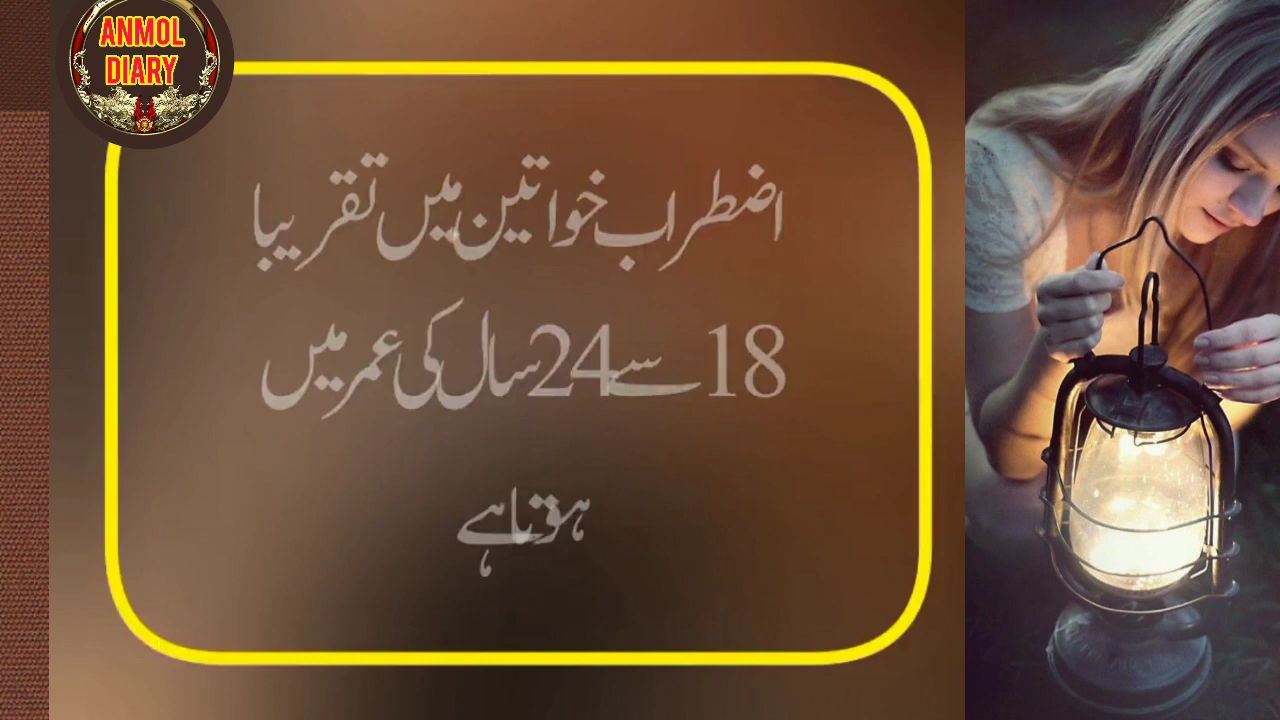 ANMOL
DIARY
اضطراب خواتین میں تقریبا
18 سے 24 سال کی عمر میں
ہوتا ہے